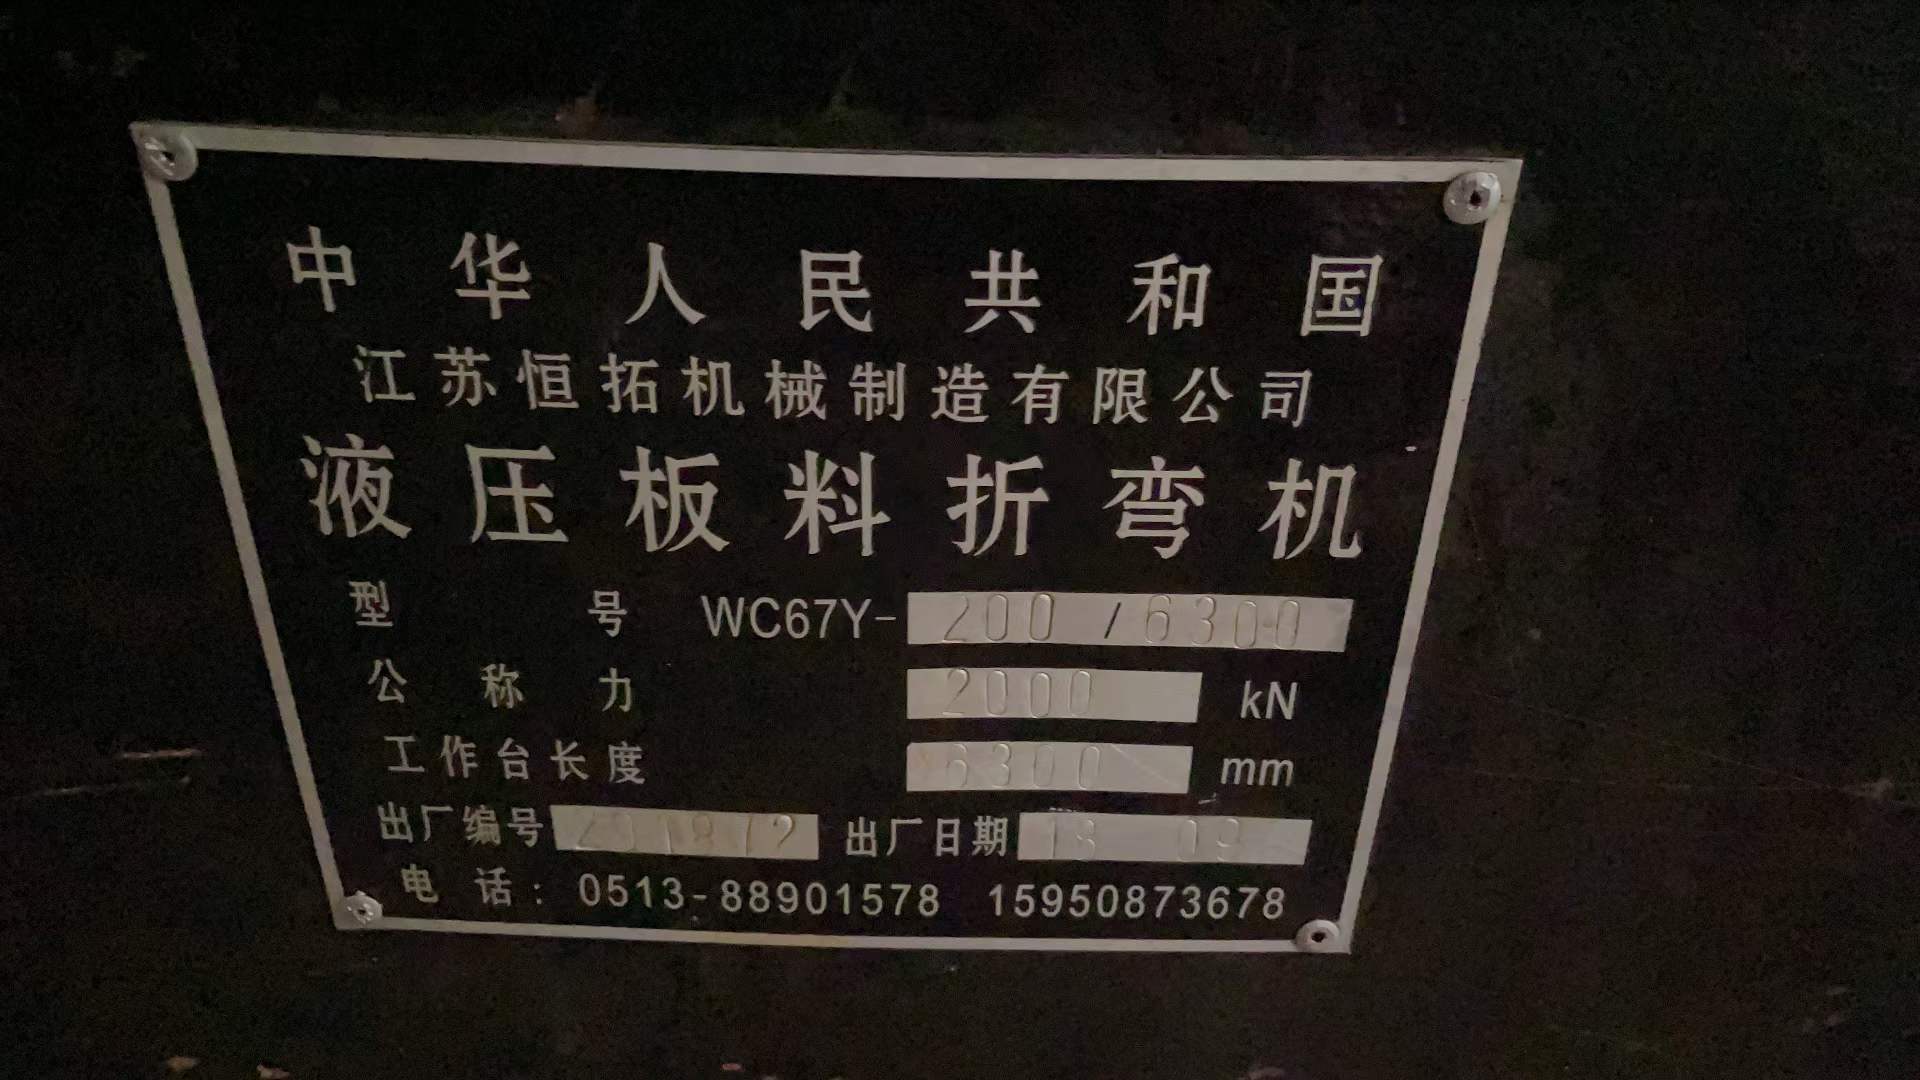 中华人民共和国
江苏恒拓机械制造有限公司
液压板料折弯机
型号 WC67Y-200/6300
公称力 2000 kN
工作台长度 6300 mm
出厂编号 出厂日期 18 09
电话: 0513-88901578 15950873678